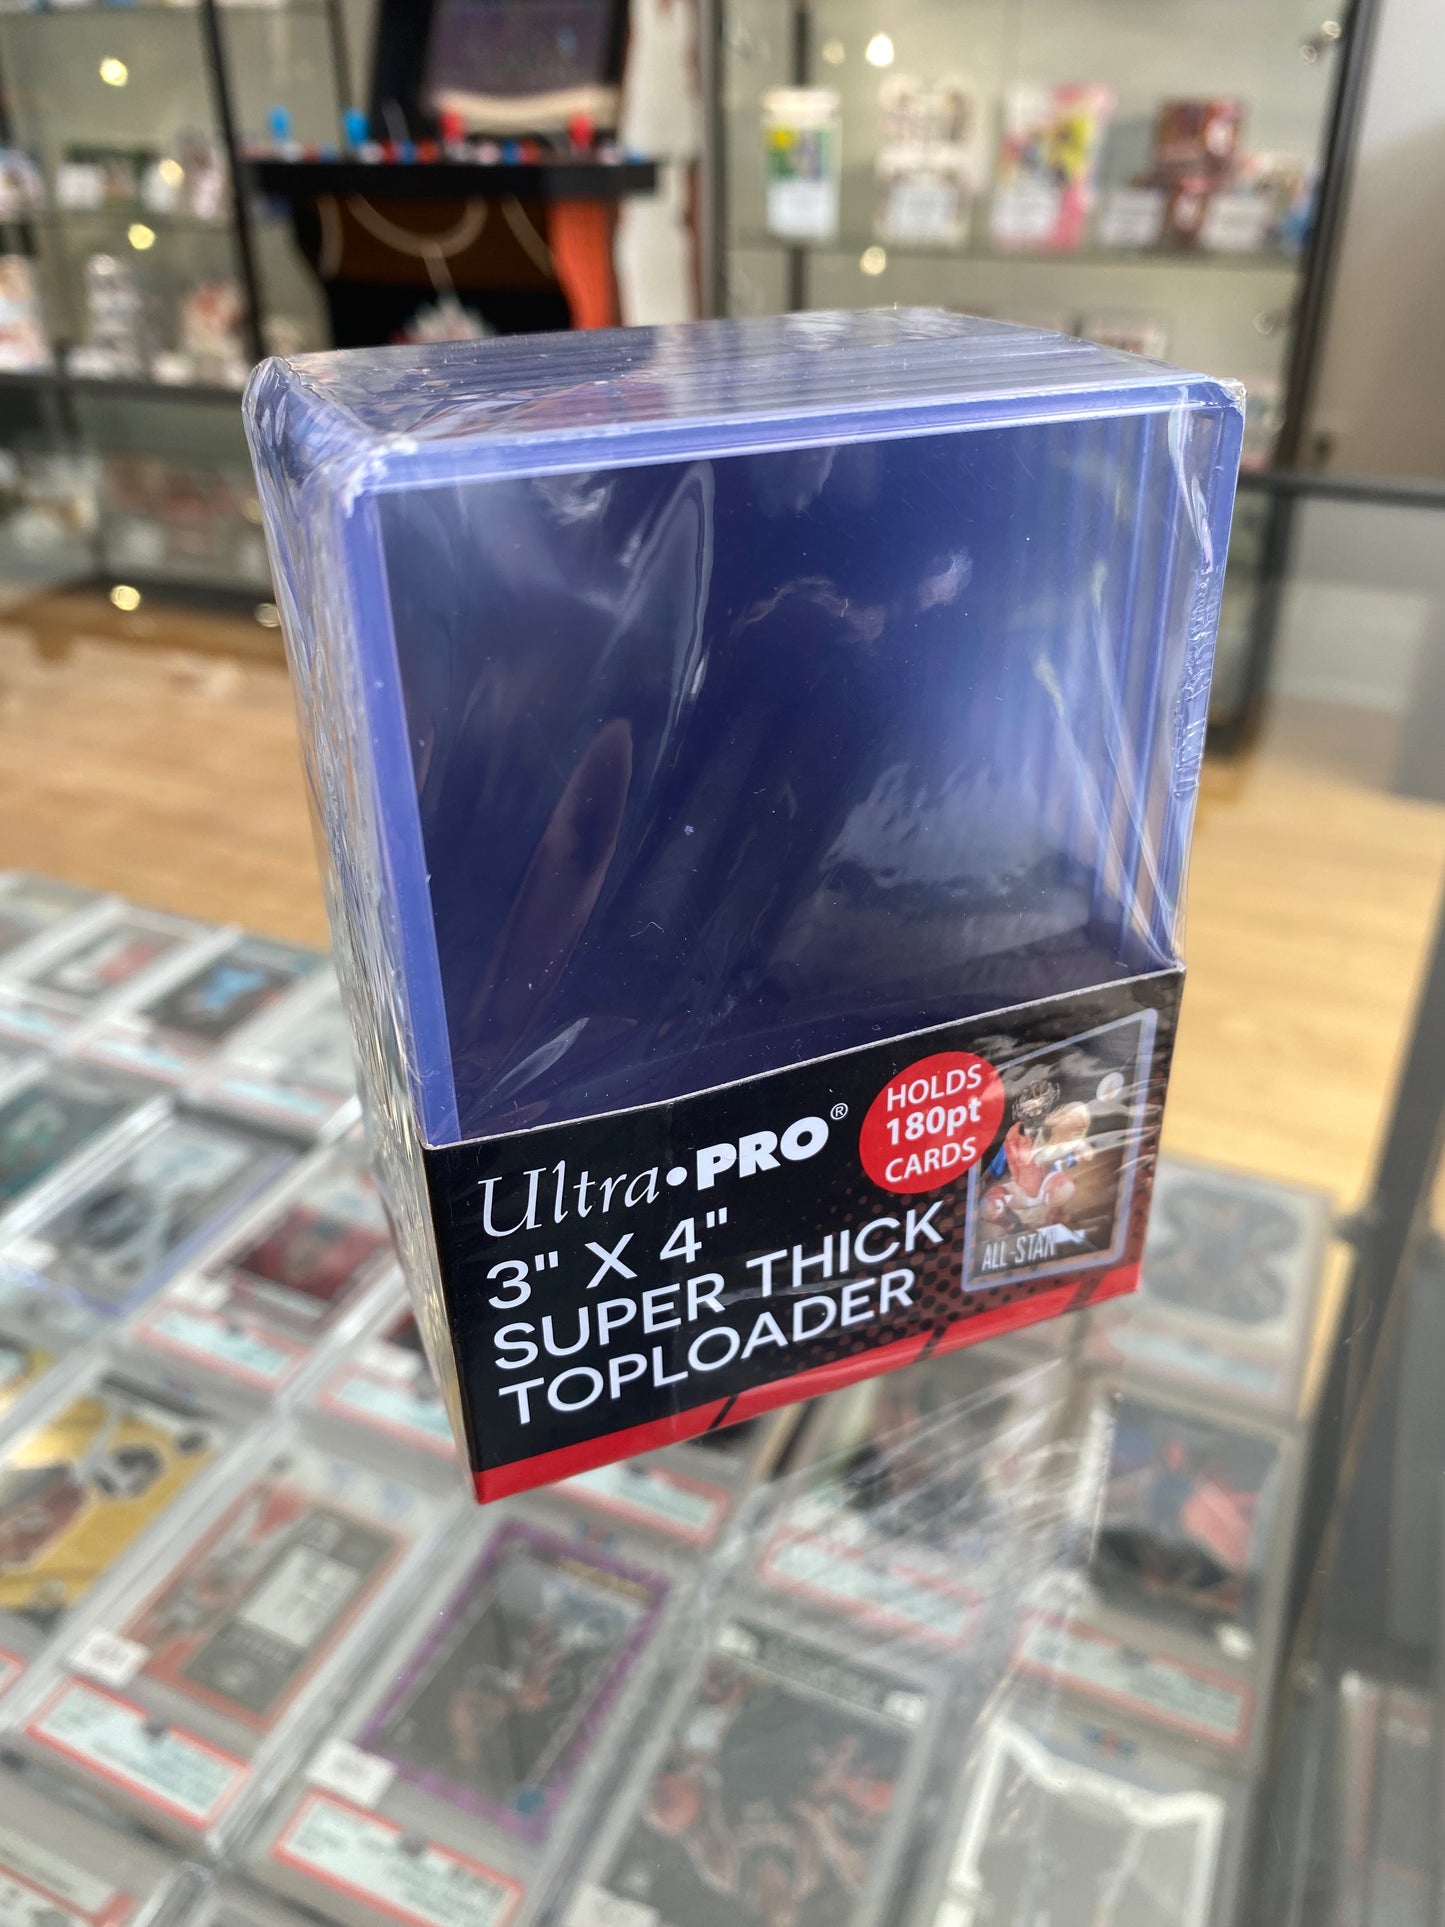 Ultra•PRO®
3" X 4"
SUPER THICK
TOPLOADER
HOLDS
180pt
CARDS
ALL-STAR